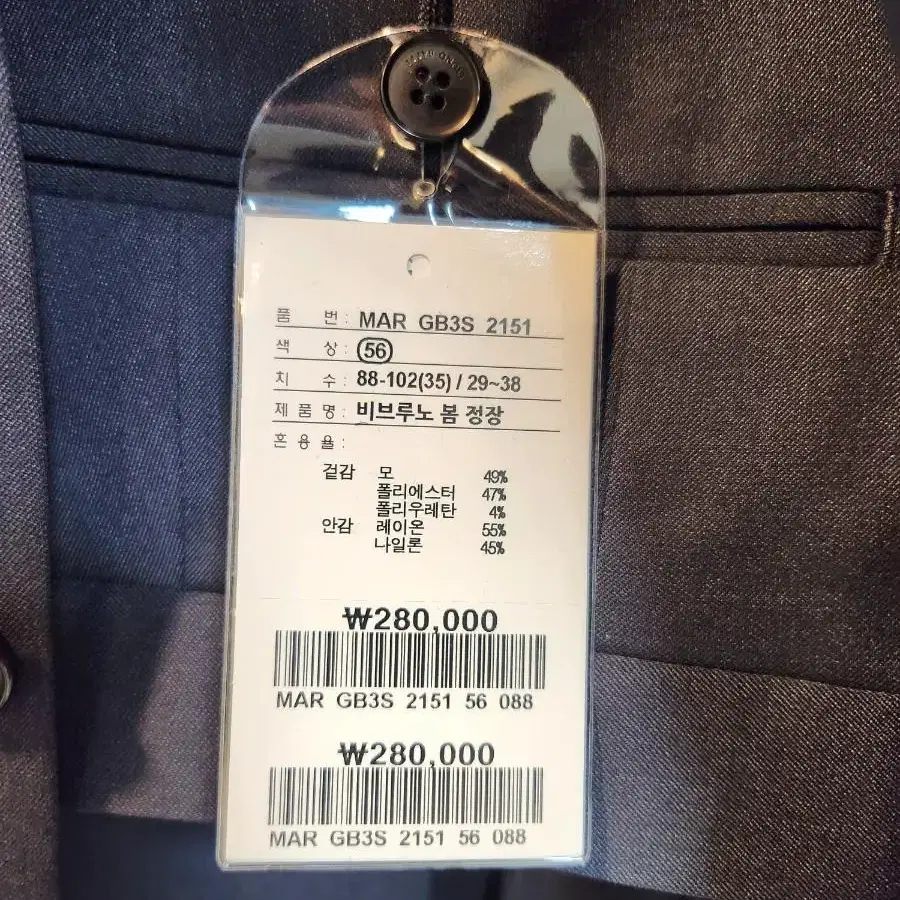 품 번 : MAR GB3S 2151
색 상 : 56
치 수 : 88-102(35) / 29~38
제 품 명 : 비브루노 봄 정장
혼 용 율 :
겉감 모 49%
폴리에스터 47%
폴리우레탄 4%
안감 레이온 55%
나일론 45%
₩280,000
MAR GB3S 2151 56 088
₩280,000
MAR GB3S 2151 56 088